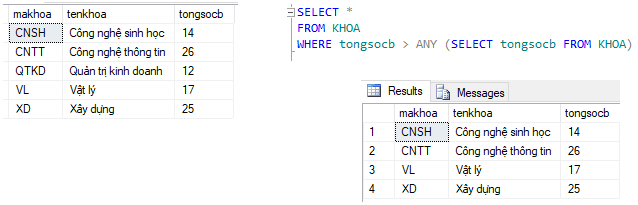 makhoa tenkhoa tongsocb
CNSH Công nghệ sinh học 14
CNTT Công nghệ thông tin 26
QTKD Quản trị kinh doanh 12
VL Vật lý 17
XD Xây dựng 25
SELECT *
FROM KHOA
WHERE tongsocb > ANY (SELECT tongsocb FROM KHOA)
Results Messages
makhoa tenkhoa tongsocb
1 CNSH Công nghệ sinh học 14
2 CNTT Công nghệ thông tin 26
3 VL Vật lý 17
4 XD Xây dựng 25